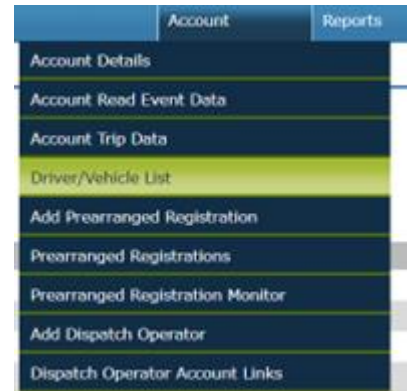 Account Reports
Account Details
Account Read Event Data
Account Trip Data
Driver/Vehicle List
Add Prearranged Registration
Prearranged Registrations
Prearranged Registration Monitor
Add Dispatch Operator
Dispatch Operator Account Links